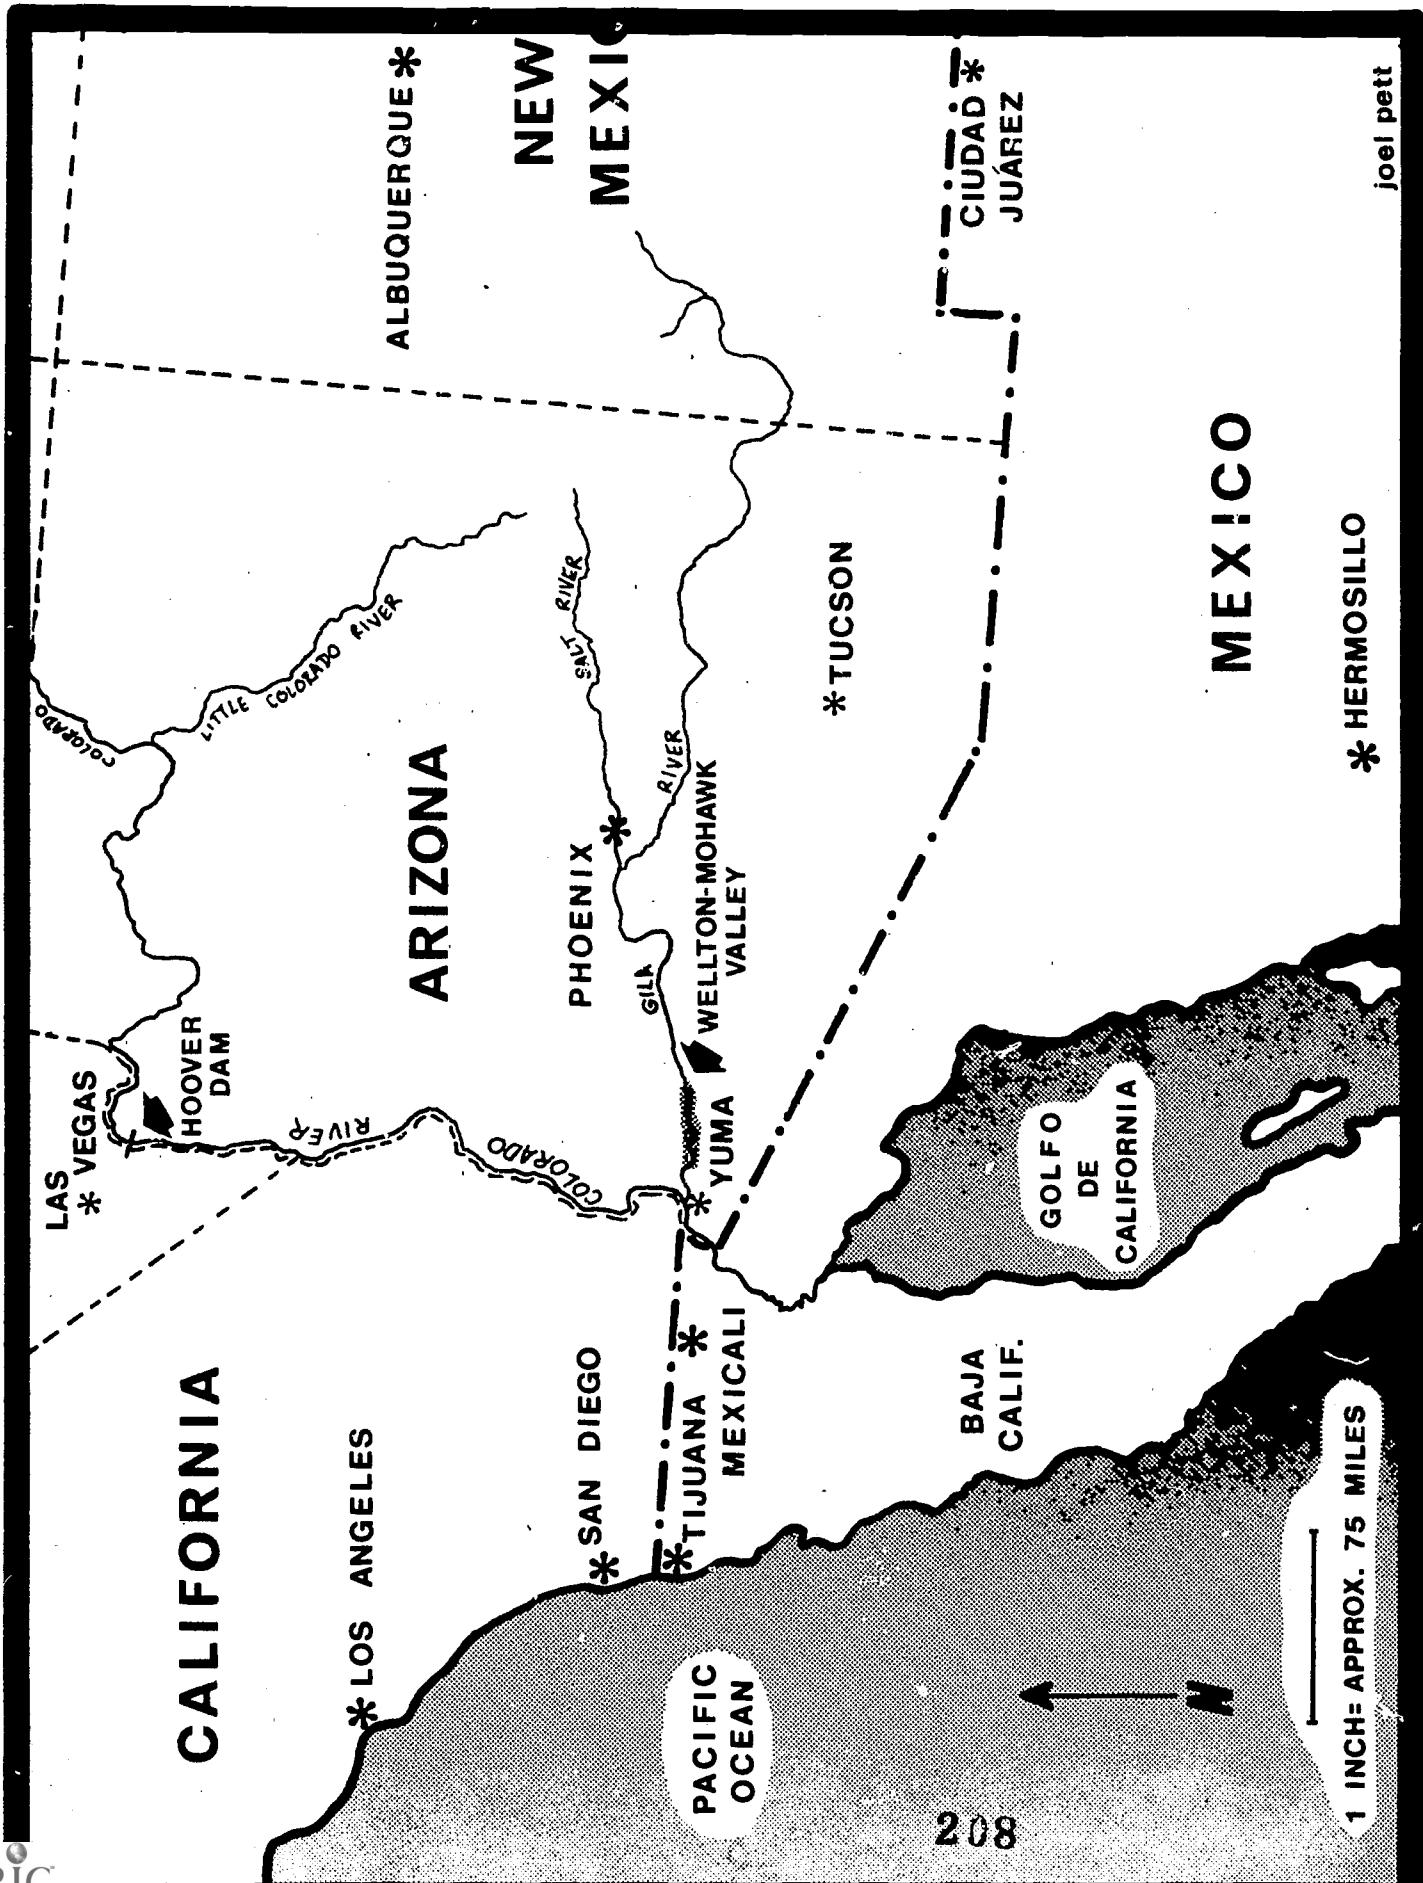 NEW
MEXIC
ALBUQUERQUE
CIUDAD
JUÁREZ
joel pett
COLORADO
LITTLE COLORADO RIVER
SALT RIVER
RIVER
GILA
ARIZONA
PHOENIX
WELLTON-MOHAWK
VALLEY
TUCSON
MEXICO
HERMOSILLO
LAS
VEGAS
HOOVER
DAM
COLORADO
RIVER
YUMA
CALIFORNIA
LOS ANGELES
SAN DIEGO
TIJUANA
MEXICALI
BAJA
CALIF.
GOLFO
DE
CALIFORNIA
PACIFIC
OCEAN
N
1 INCH= APPROX. 75 MILES
208